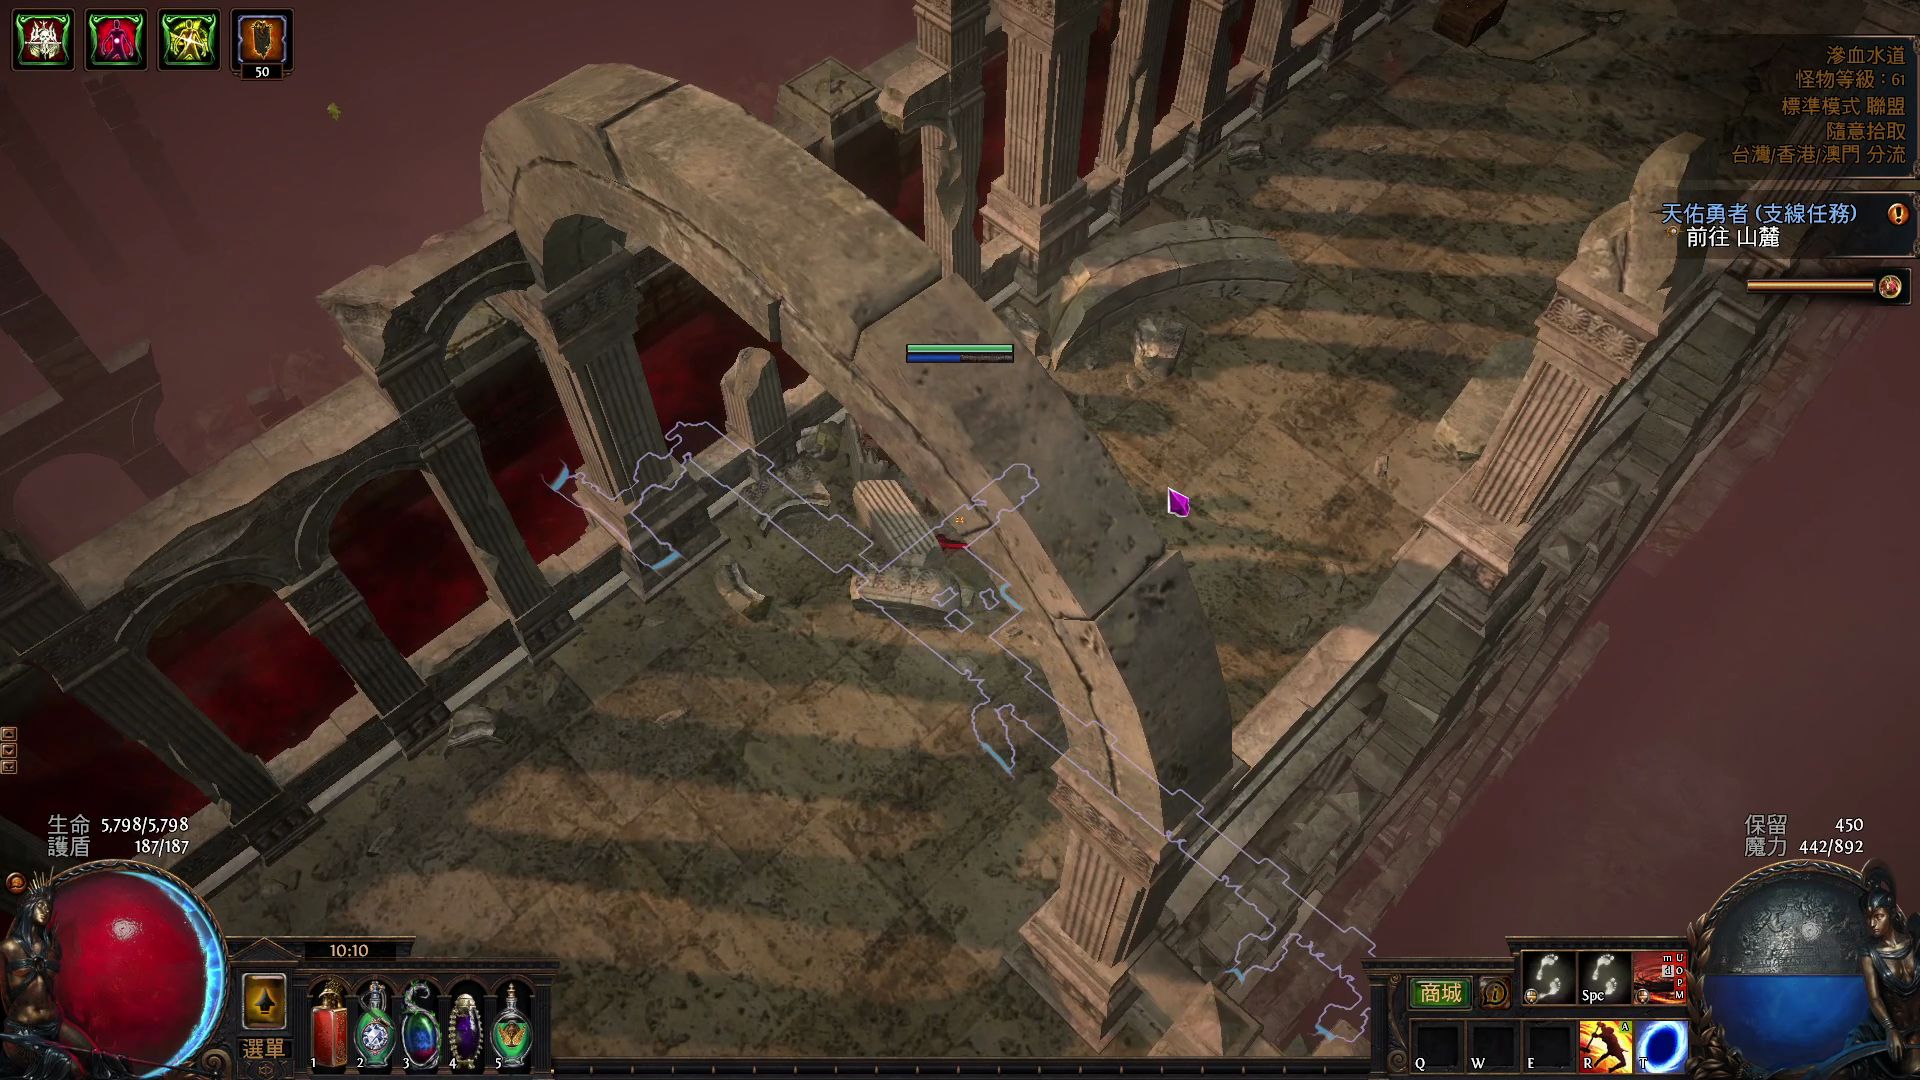 50
滲血水道
怪物等級：61
標準模式 聯盟
隨意拾取
台灣/香港/澳門 分流
天佑勇者 (支線任務)
前往 山麓
生命 5,798/5,798
護盾 187/187
保留 450
魔力 442/892
10:10
選單
1 2 3 4 5
商城
Spc
m U
d O
P
M
Q W E R A T